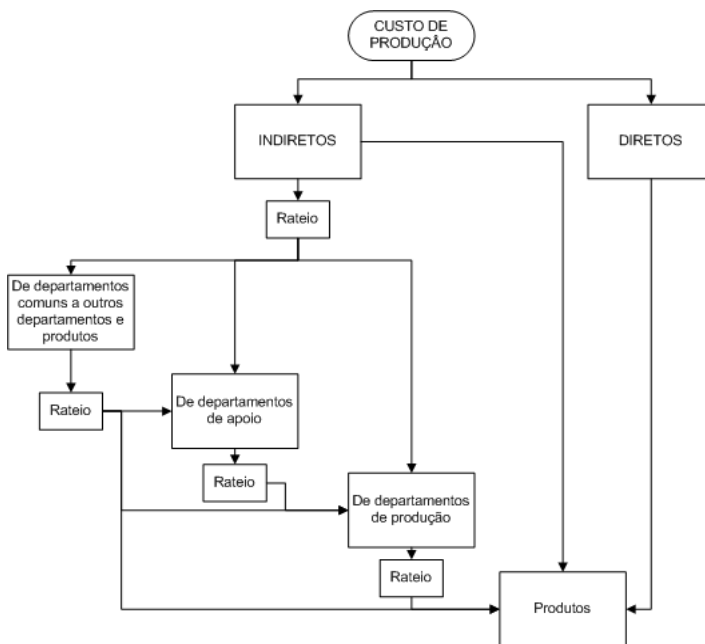 CUSTO DE
PRODUÇÃO
INDIRETOS
DIRETOS
Rateio
De departamentos
comuns a outros
departamentos e
produtos
Rateio
De departamentos
de apoio
Rateio
De departamentos
de produção
Rateio
Produtos